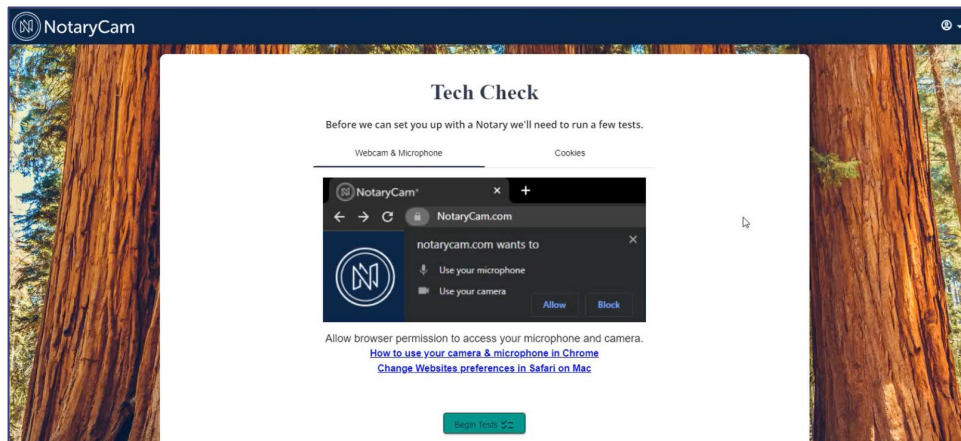 NotaryCam
Tech Check
Before we can set you up with a Notary we'll need to run a few tests.
Webcam & Microphone
Cookies
NotaryCam®
NotaryCam.com
notarycam.com wants to
Use your microphone
Use your camera
Allow
Block
Allow browser permission to access your microphone and camera.
How to use your camera & microphone in Chrome
Change Websites preferences in Safari on Mac
Begin Tests